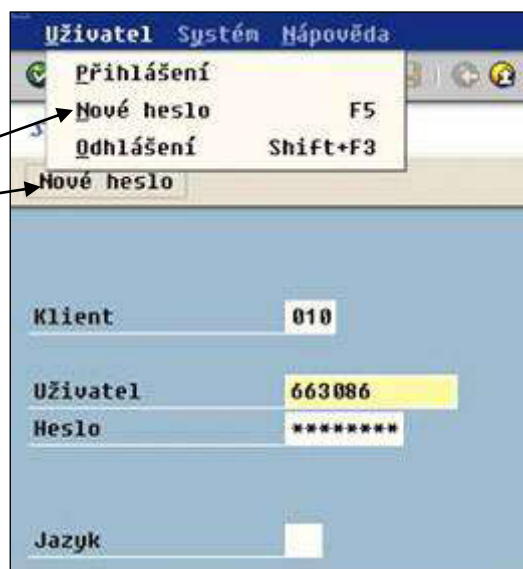 Uživatel Systém Nápověda
Přihlášení
Nové heslo F5
Odhlášení Shift+F3
Nové heslo
Klient 010
Uživatel 663086
Heslo ********
Jazyk